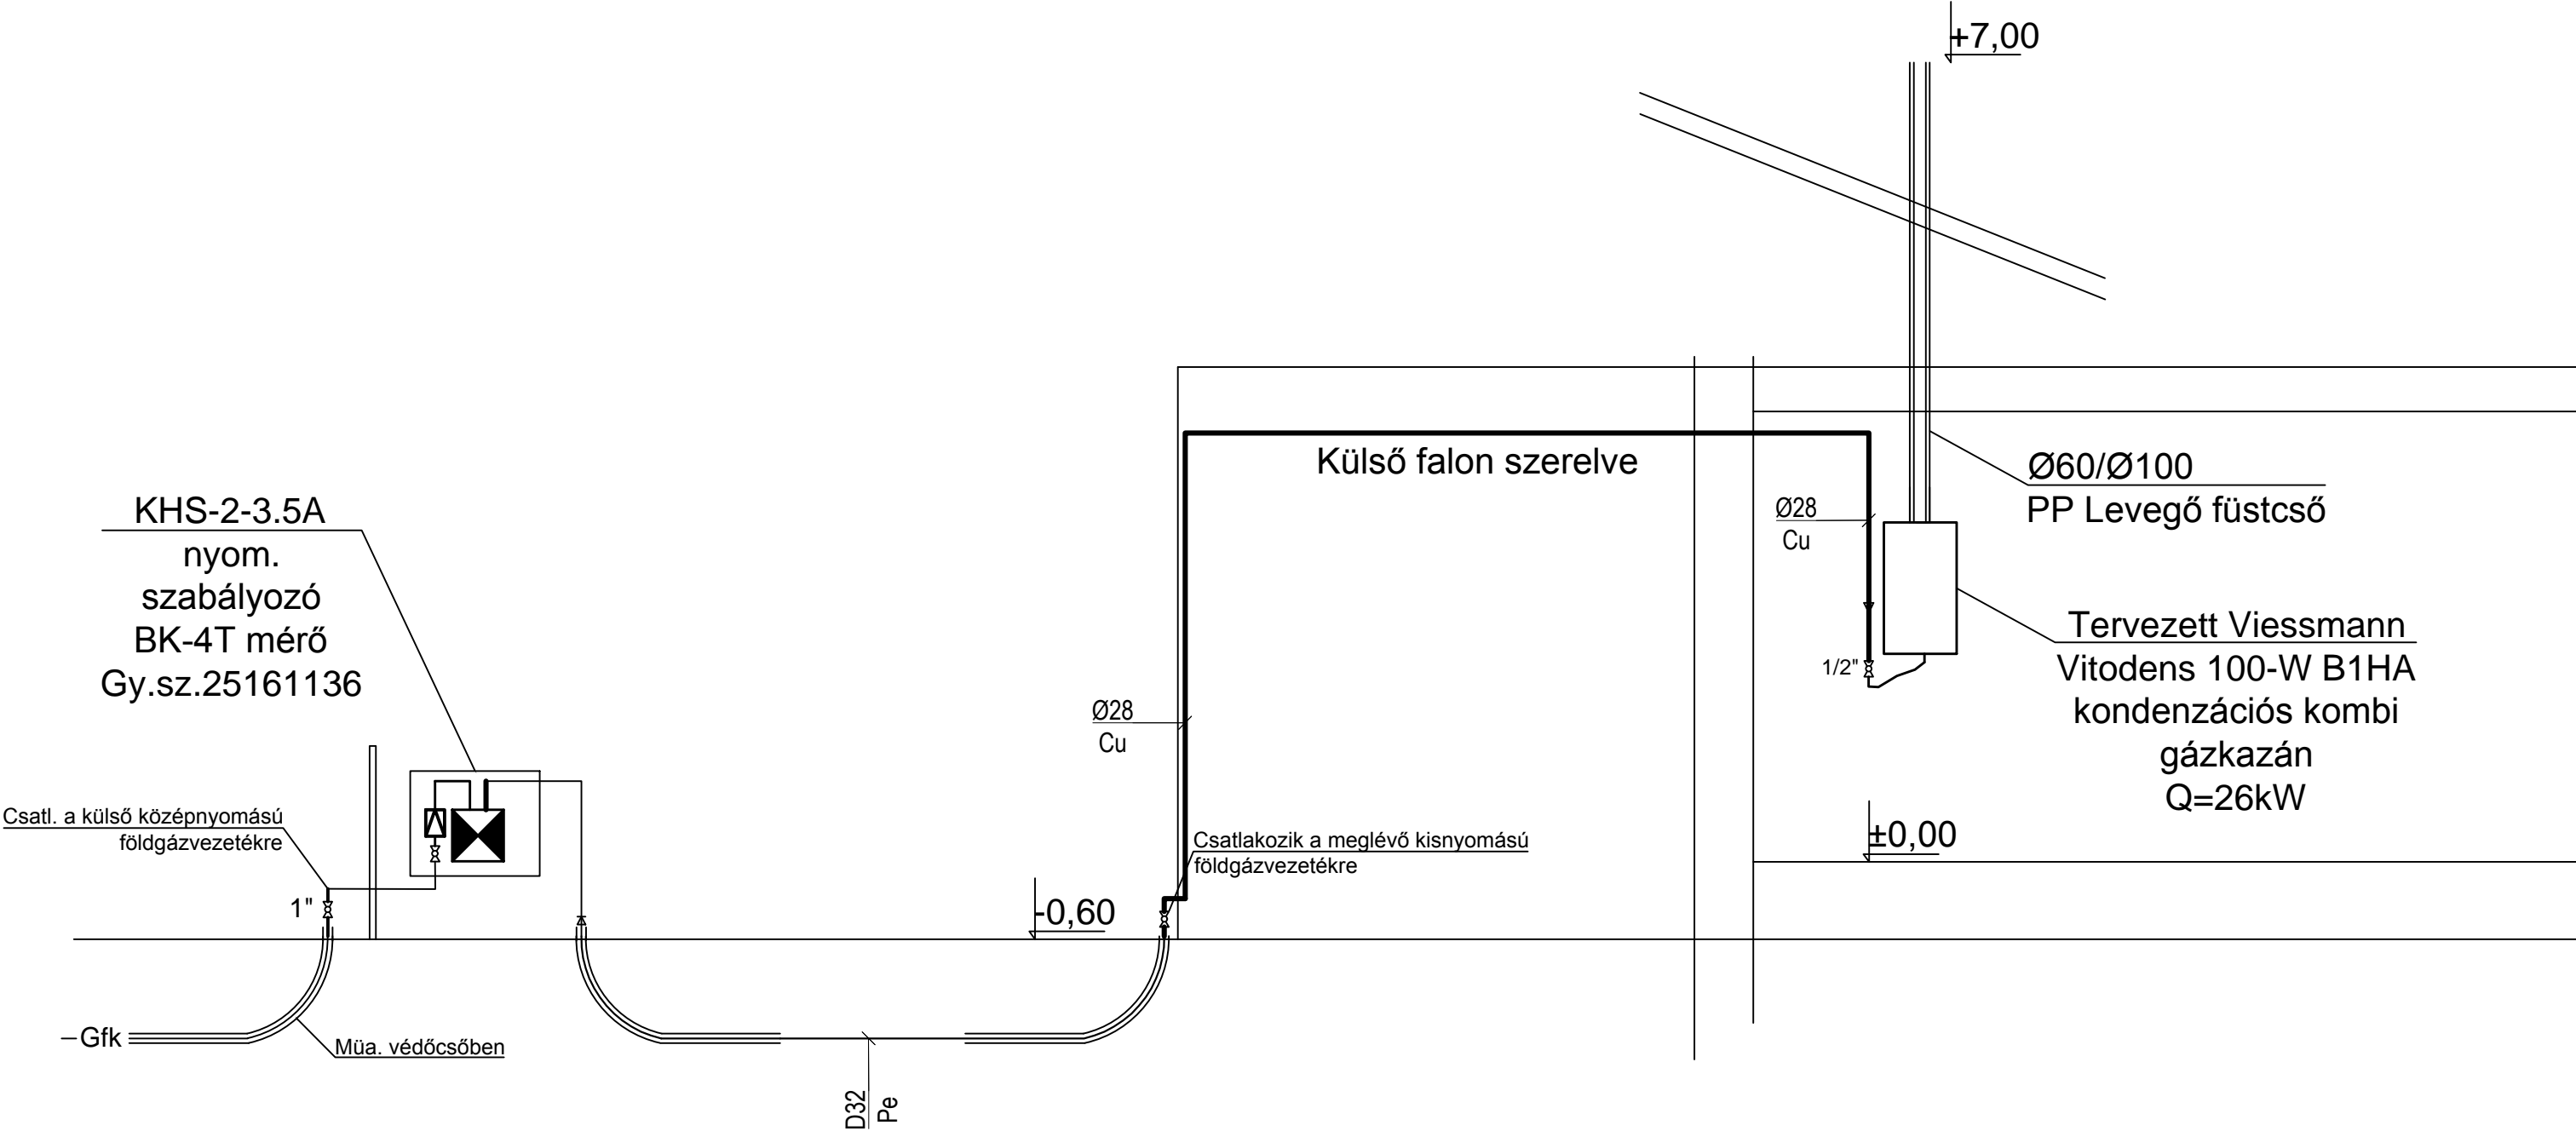 +7,00
Külső falon szerelve
Ø60/Ø100
PP Levegő füstcső
KHS-2-3.5A
nyom.
szabályozó
BK-4T mérő
Gy.sz.25161136
Ø28
Cu
Tervezett Viessmann
Vitodens 100-W B1HA
kondenzációs kombi
gázkazán
Q=26kW
1/2"
Ø28
Cu
Csatl. a külső középnyomású
földgázvezetékre
Csatlakozik a meglévő kisnyomású
földgázvezetékre
±0,00
1"
-0,60
Gfk
Müa. védőcsőben
D32
Pe